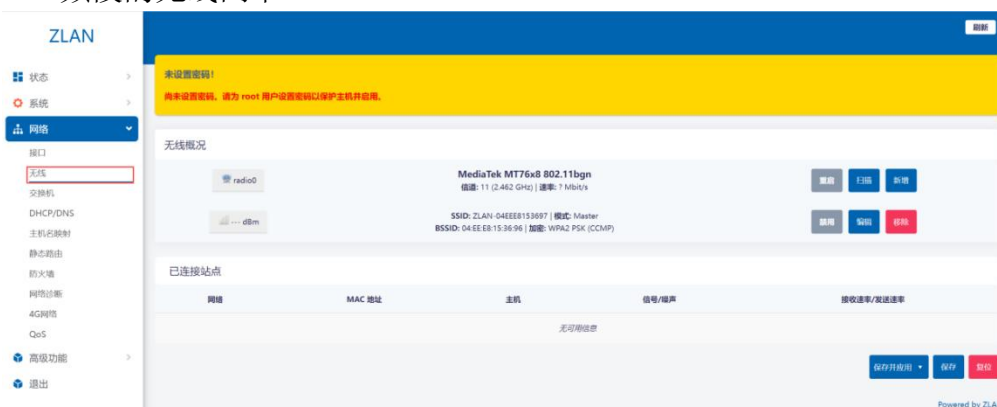 ZLAN
刷新
状态
系统
网络
接口
无线
交换机
DHCP/DNS
主机名映射
静态路由
防火墙
网络诊断
4G网络
QoS
高级功能
退出
未设置密码!
尚未设置密码。请为 root 用户设置密码以保护主机并启用。
无线概况
radio0
MediaTek MT76x8 802.11bgn
信道: 11 (2.462 GHz) | 速率: ? Mbit/s
重启 扫描 新增
--- dBm
SSID: ZLAN-04EEE8153697 | 模式: Master
BSSID: 04:EE:E8:15:36:96 | 加密: WPA2 PSK (CCMP)
禁用 编辑 移除
已连接站点
网络 MAC 地址 主机 信号/噪声 接收速率/发送速率
无可用信息
保存并应用 保存 复位
Powered by ZLA